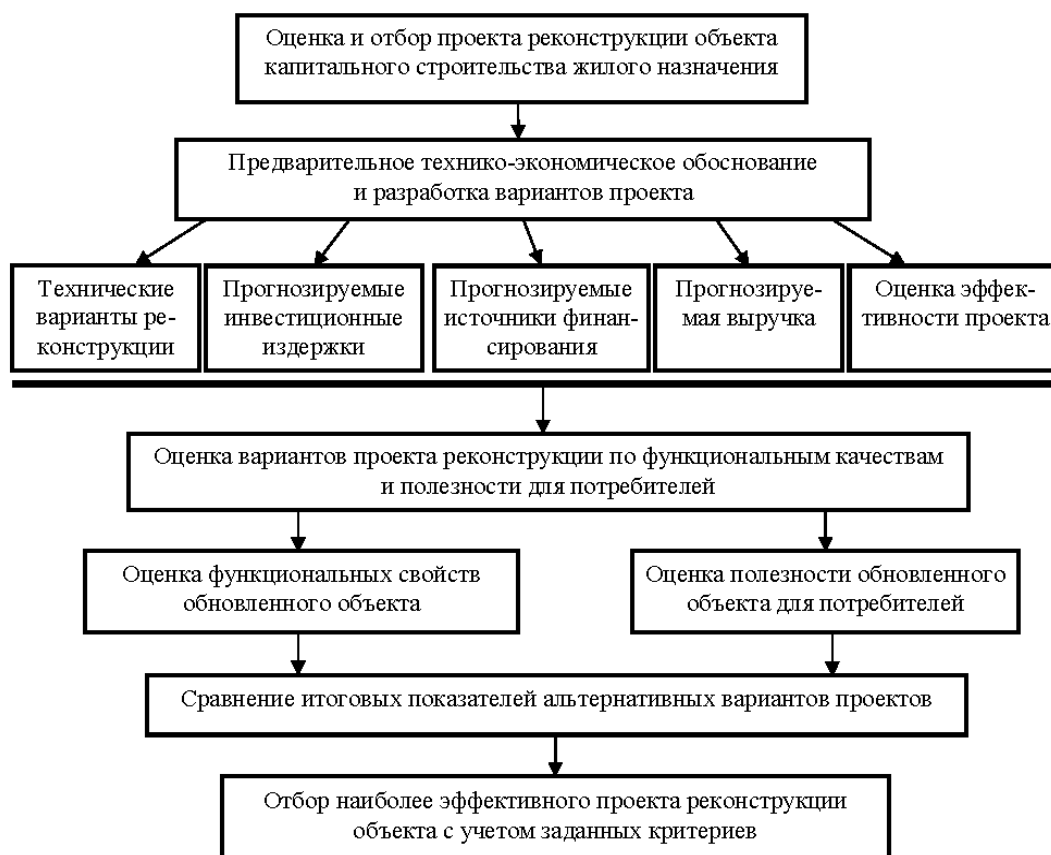 Оценка и отбор проекта реконструкции объекта
капитального строительства жилого назначения
Предварительное технико-экономическое обоснование
и разработка вариантов проекта
Технические
варианты ре-
конструкции
Прогнозируемые
инвестиционные
издержки
Прогнозируемые
источники финан-
сирования
Прогнозируе-
мая выручка
Оценка эффек-
тивности проекта
Оценка вариантов проекта реконструкции по функциональным качествам
и полезности для потребителей
Оценка функциональных свойств
обновленного объекта
Оценка полезности обновленного
объекта для потребителей
Сравнение итоговых показателей альтернативных вариантов проектов
Отбор наиболее эффективного проекта реконструкции
объекта с учетом заданных критериев